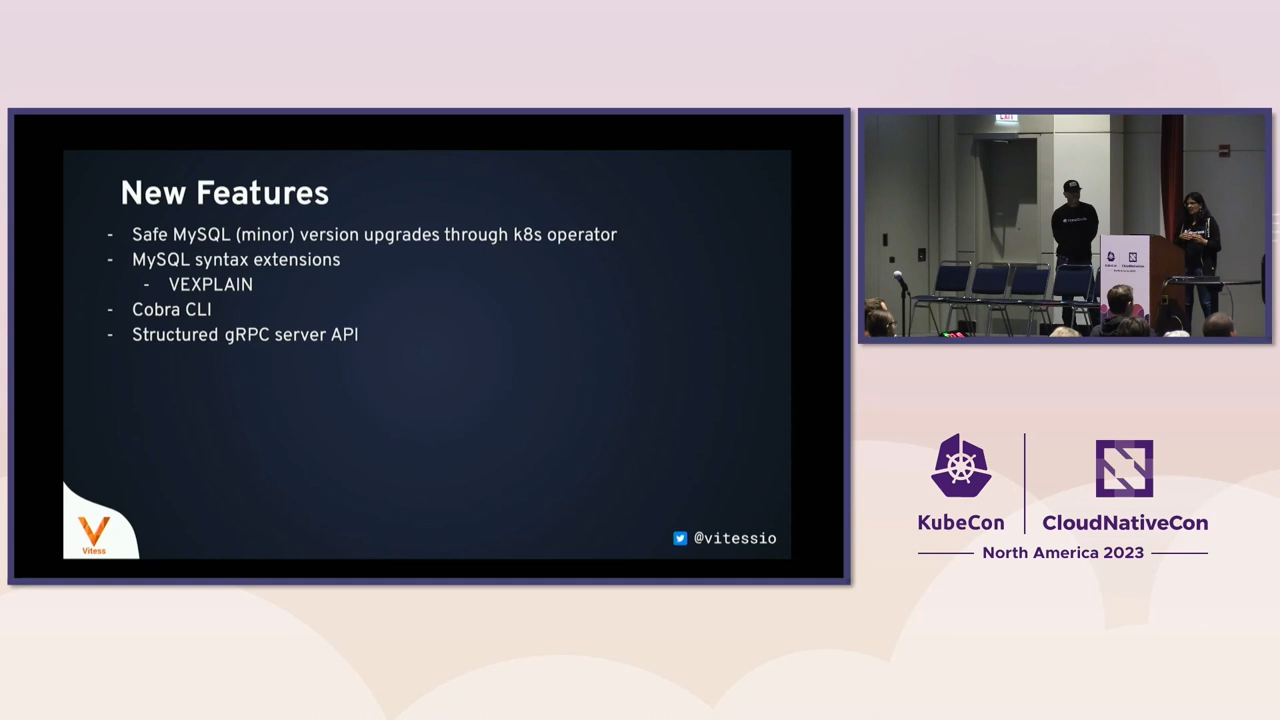 New Features
- Safe MySQL (minor) version upgrades through k8s operator
- MySQL syntax extensions
- VEXPLAIN
- Cobra CLI
- Structured gRPC server API
Vitess
@vitessio
EXIT
KubeCon
CloudNativeCon
North America 2023